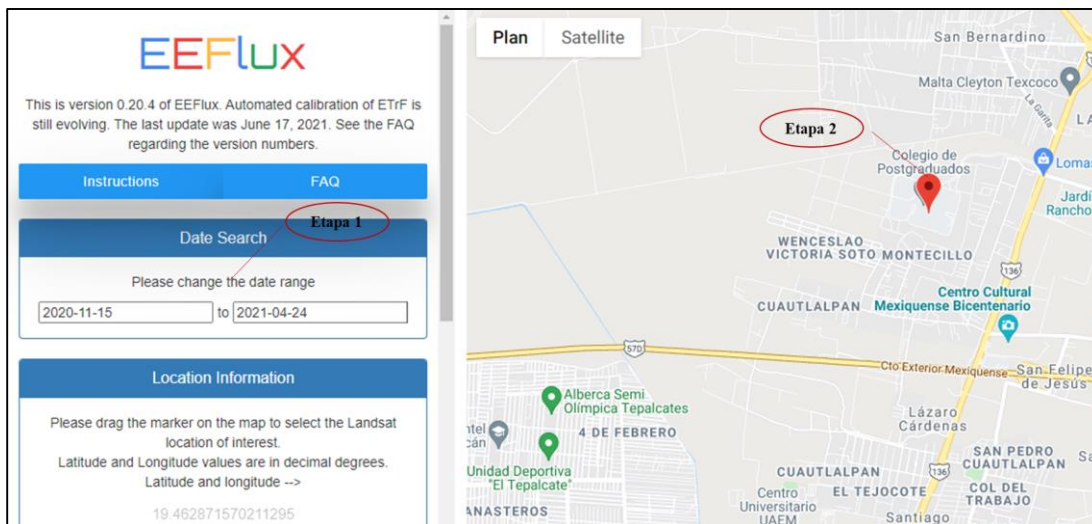 EEFlux
This is version 0.20.4 of EEFlux. Automated calibration of ETrF is
still evolving. The last update was June 17, 2021. See the FAQ
regarding the version numbers.
Instructions
FAQ
Etapa 1
Date Search
Please change the date range
2020-11-15 to 2021-04-24
Location Information
Please drag the marker on the map to select the Landsat
location of interest.
Latitude and Longitude values are in decimal degrees.
Latitude and longitude -->
19.462871570211295
Plan
Satellite
San Bernardino
Malta Cleyton Texcoco
La Garita
Etapa 2
Colegio de
Postgraduados
Lomas
Jardí
Rancho
WENCESLAO
VICTORIA SOTO
MONTECILLO
136
CUAUTLALPAN
Centro Cultural
Mexiquense Bicentenario
57D
Cto Exterior Mexiquense
San Felipe
de Jesús
Alberca Semi
Olímpica Tepalcates
Lázaro
Cárdenas
4 DE FEBRERO
Unidad Deportiva
"El Tepalcate"
SAN PEDRO
CUAUTLALPAN
CUAUTLALPAN
136
EL TEJOCOTE
COL DEL
TRABAJO
Centro
Universitario
UAEM
Santiago